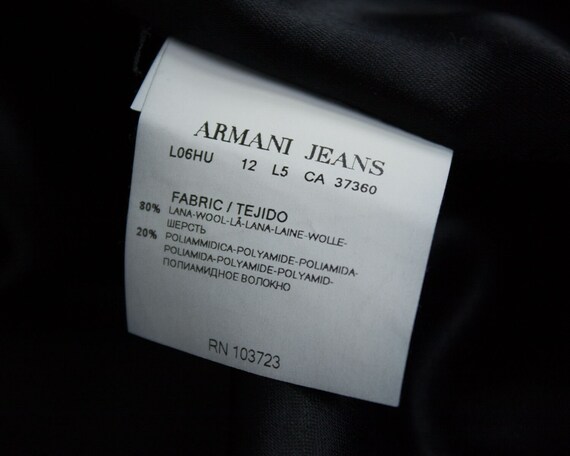 ARMANI JEANS
L06HU 12 L5 CA 37360
FABRIC / TEJIDO
80% LANA-WOOL-LÃ-LANA-LAINE-WOLLE-
ШЕРСТЬ
20% POLIAMMIDICA-POLYAMIDE-POLIAMIDA-
POLIAMIDA-POLYAMIDE-POLYAMID-
ПОЛИАМИДНОЕ ВОЛОКНО
RN 103723